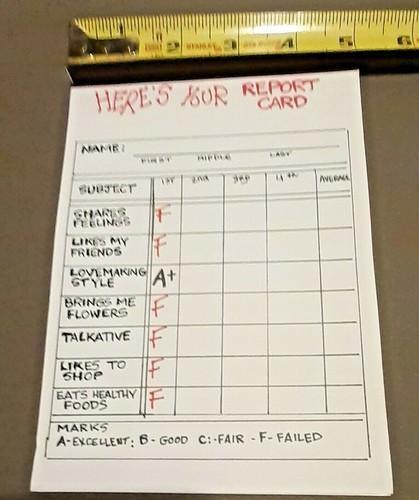 1 2 STANLEY 3 4 5 6
HERE'S YOUR REPORT CARD
NAME:
FIRST MIDDLE LAST
SUBJECT 1ST 2ND 3RD 4TH AVERAGE
SHARES FEELINGS F
LIKES MY FRIENDS F
LOVEMAKING STYLE A+
BRINGS ME FLOWERS F
TALKATIVE F
LIKES TO SHOP F
EATS HEALTHY FOODS F
MARKS
A-EXCELLENT; B-GOOD C:-FAIR - F-FAILED